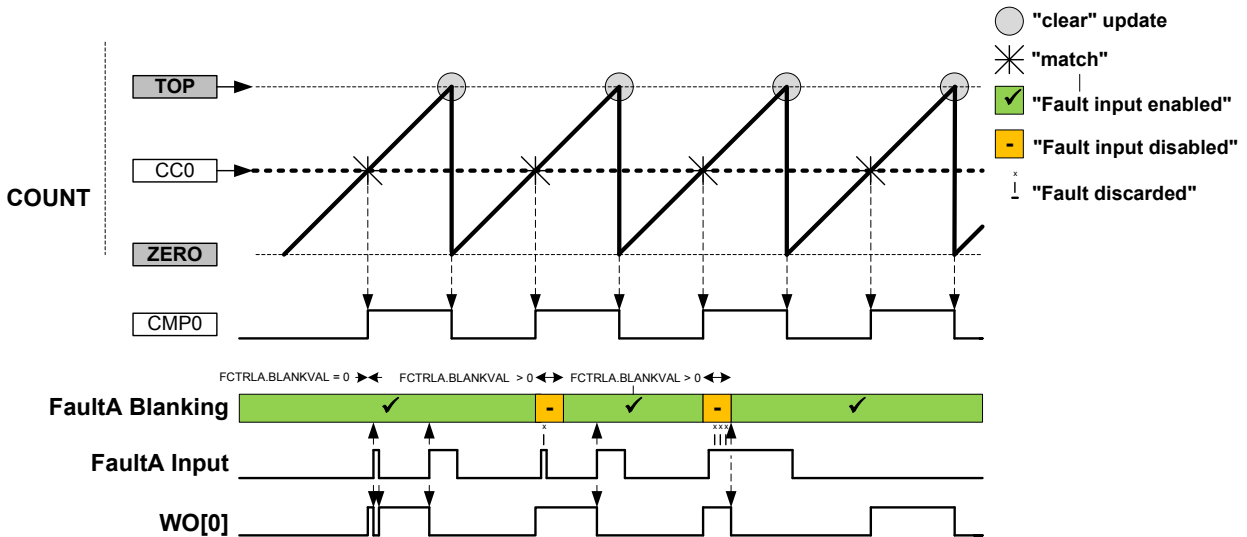 "clear" update
"match"
TOP
"Fault input enabled"
- "Fault input disabled"
CC0
x
"Fault discarded"
COUNT
ZERO
CMP0
FCTRLA.BLANKVAL = 0 FCTRLA.BLANKVAL > 0 FCTRLA.BLANKVAL > 0
FaultA Blanking ✓ - ✓ - ✓
x x x x
FaultA Input
WO[0]